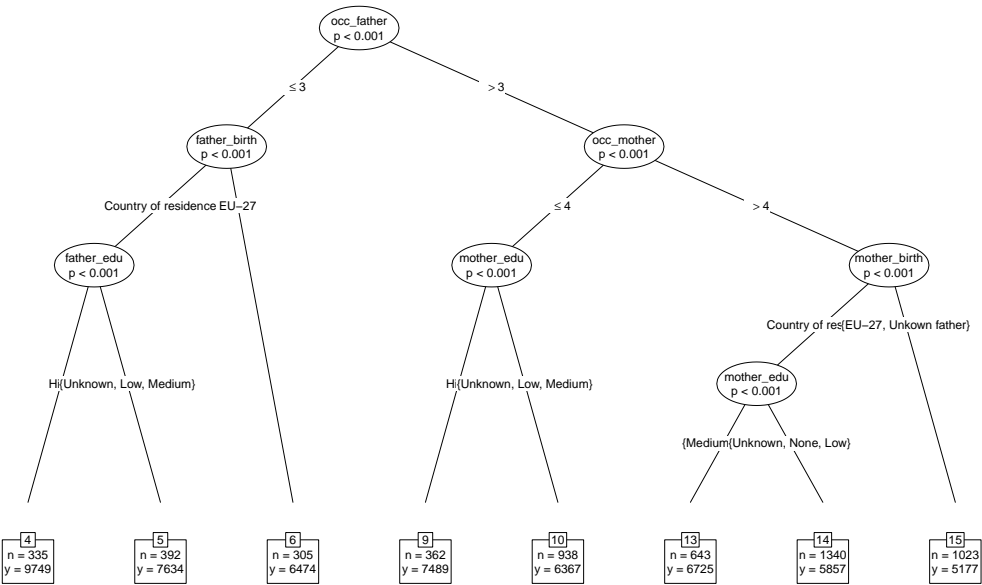 occ_father
p < 0.001
≤ 3
> 3
father_birth
p < 0.001
occ_mother
p < 0.001
Country of residence EU−27
≤ 4
> 4
father_edu
p < 0.001
mother_edu
p < 0.001
mother_birth
p < 0.001
Country of res{EU−27, Unkown father}
Hi{Unknown, Low, Medium}
Hi{Unknown, Low, Medium}
mother_edu
p < 0.001
{Medium{Unknown, None, Low}
4
n = 335
y = 9749
5
n = 392
y = 7634
6
n = 305
y = 6474
9
n = 362
y = 7489
10
n = 938
y = 6367
13
n = 643
y = 6725
14
n = 1340
y = 5857
15
n = 1023
y = 5177